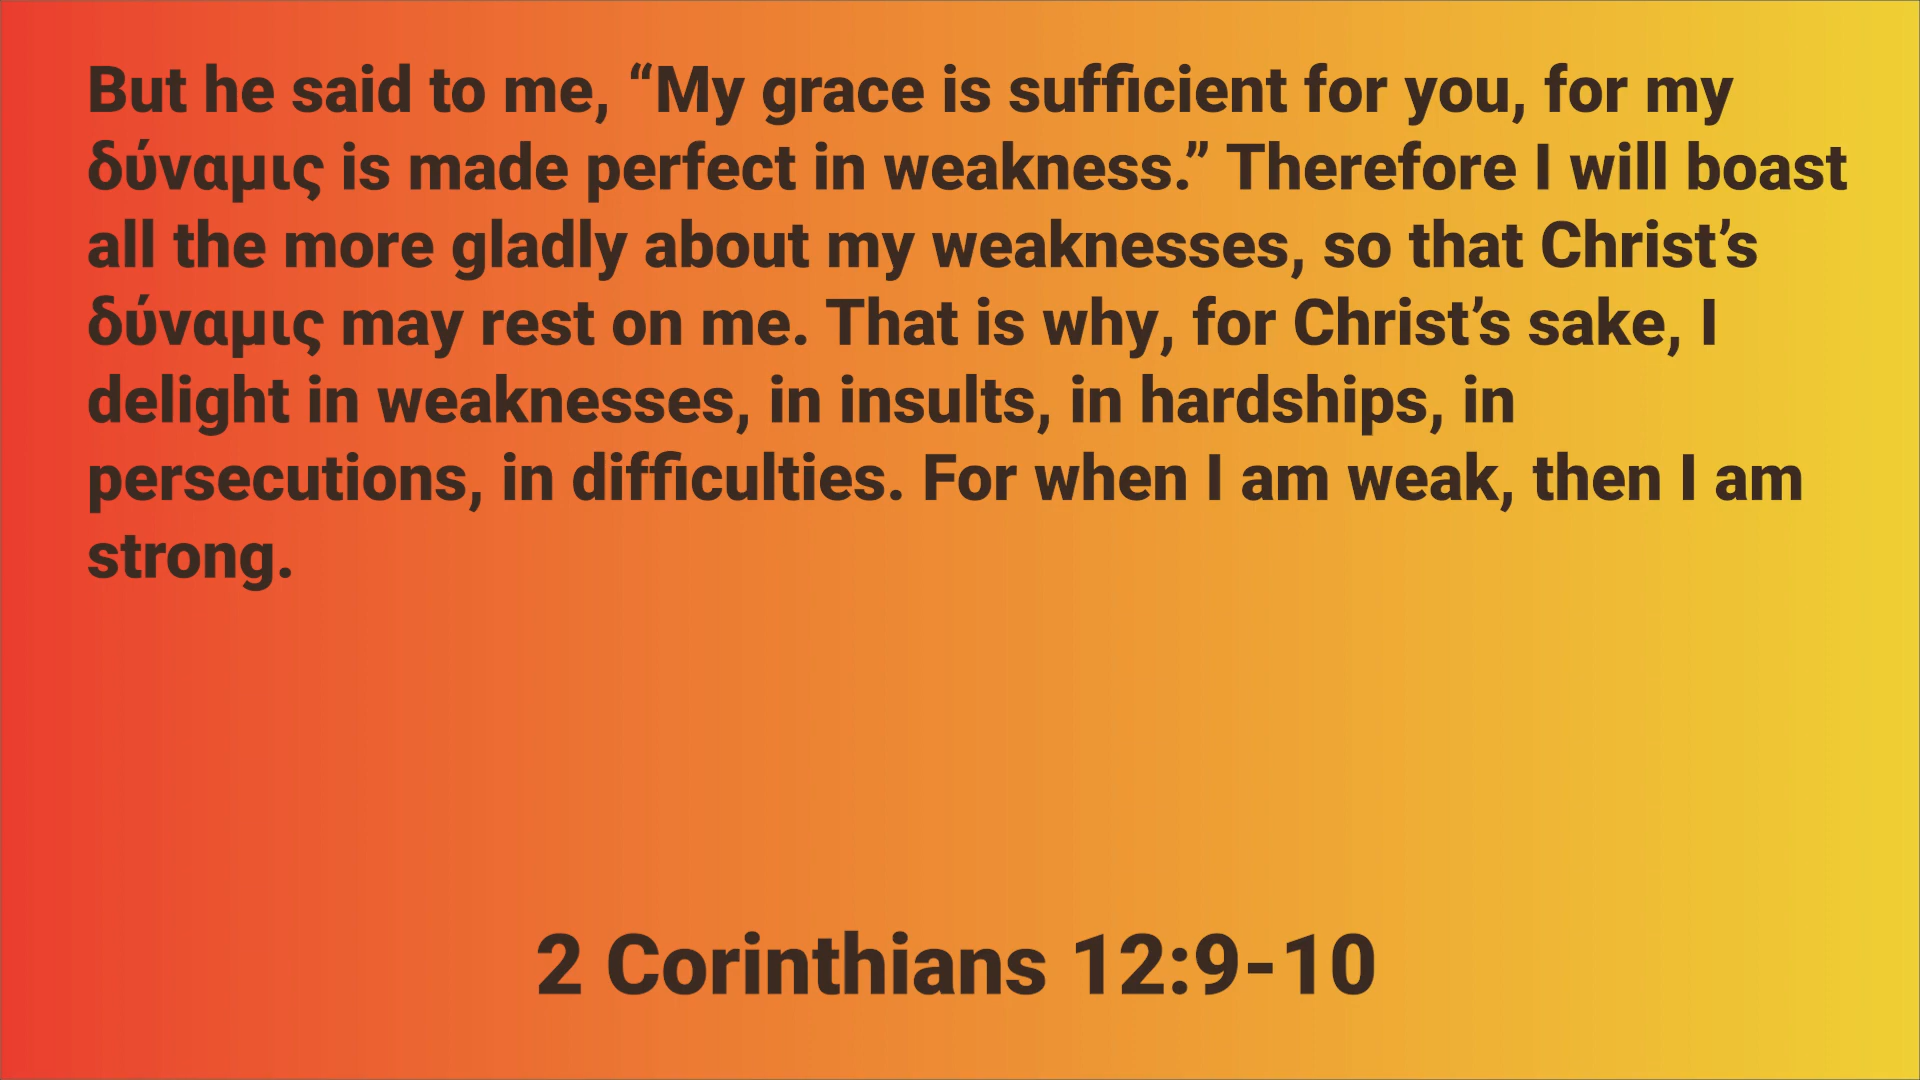 But he said to me, “My grace is sufficient for you, for my
δύναμις is made perfect in weakness.” Therefore I will boast
all the more gladly about my weaknesses, so that Christ’s
δύναμις may rest on me. That is why, for Christ’s sake, I
delight in weaknesses, in insults, in hardships, in
persecutions, in difficulties. For when I am weak, then I am
strong.
2 Corinthians 12:9-10